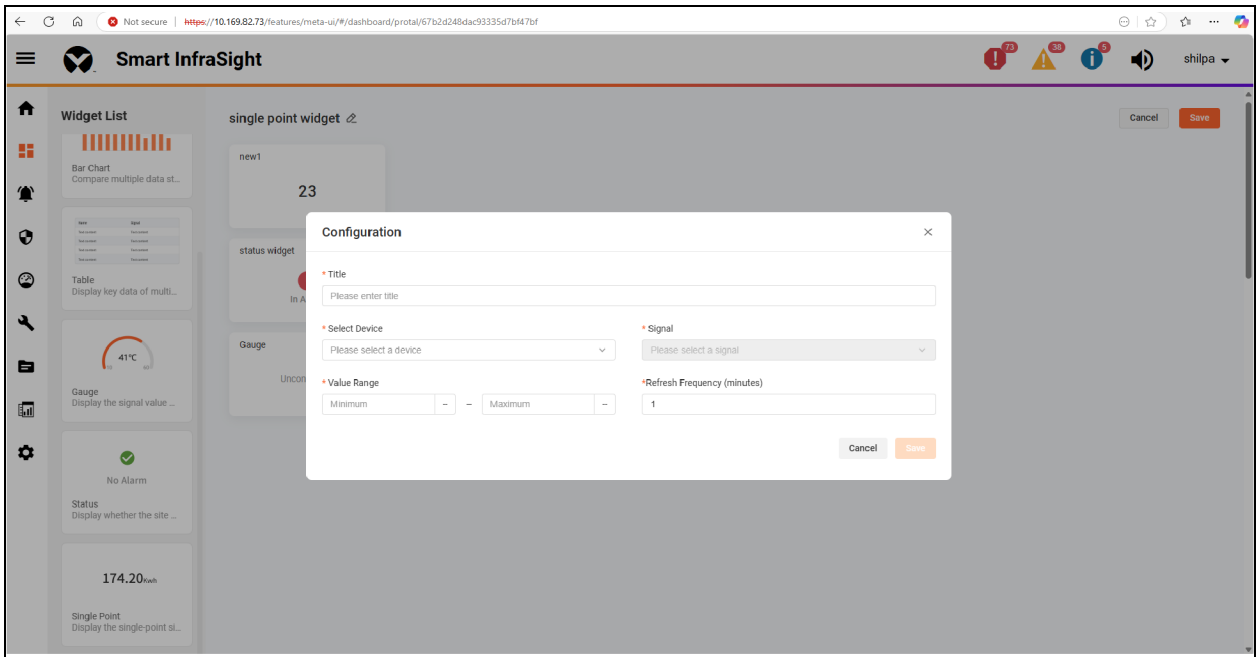 Not secure | https://10.169.82.73/features/meta-ui/#/dashboard/protal/67b2d248dac93335d7bf47bf
Smart InfraSight
73
38
5
shilpa
Widget List
single point widget
Cancel
Save
Bar Chart
Compare multiple data st...
new1
23
Table
Display key data of multi...
status widget
In A
Gauge
Uncon
41°C
Gauge
Display the signal value ...
No Alarm
Status
Display whether the site ...
174.20Kwh
Single Point
Display the single-point si...
Configuration
* Title
Please enter title
* Select Device
* Signal
Please select a device
Please select a signal
* Value Range
*Refresh Frequency (minutes)
Minimum -- – Maximum --
1
Cancel
Save